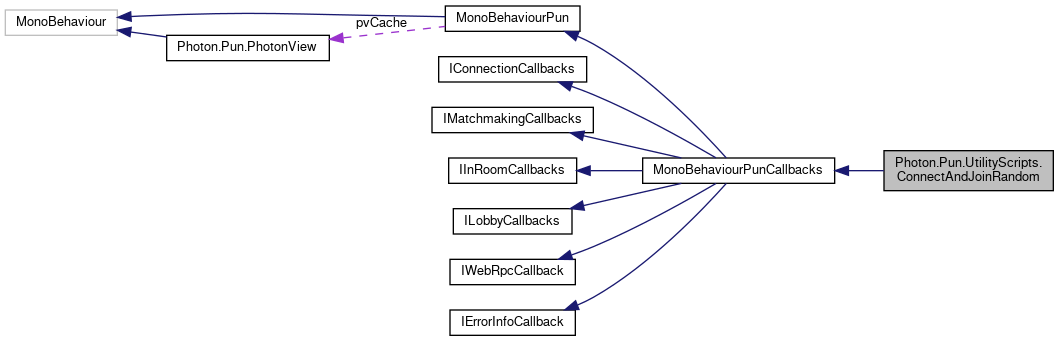 MonoBehaviour
pvCache
MonoBehaviourPun
Photon.Pun.PhotonView
IConnectionCallbacks
IMatchmakingCallbacks
IInRoomCallbacks
MonoBehaviourPunCallbacks
Photon.Pun.UtilityScripts.
ConnectAndJoinRandom
ILobbyCallbacks
IWebRpcCallback
IErrorInfoCallback